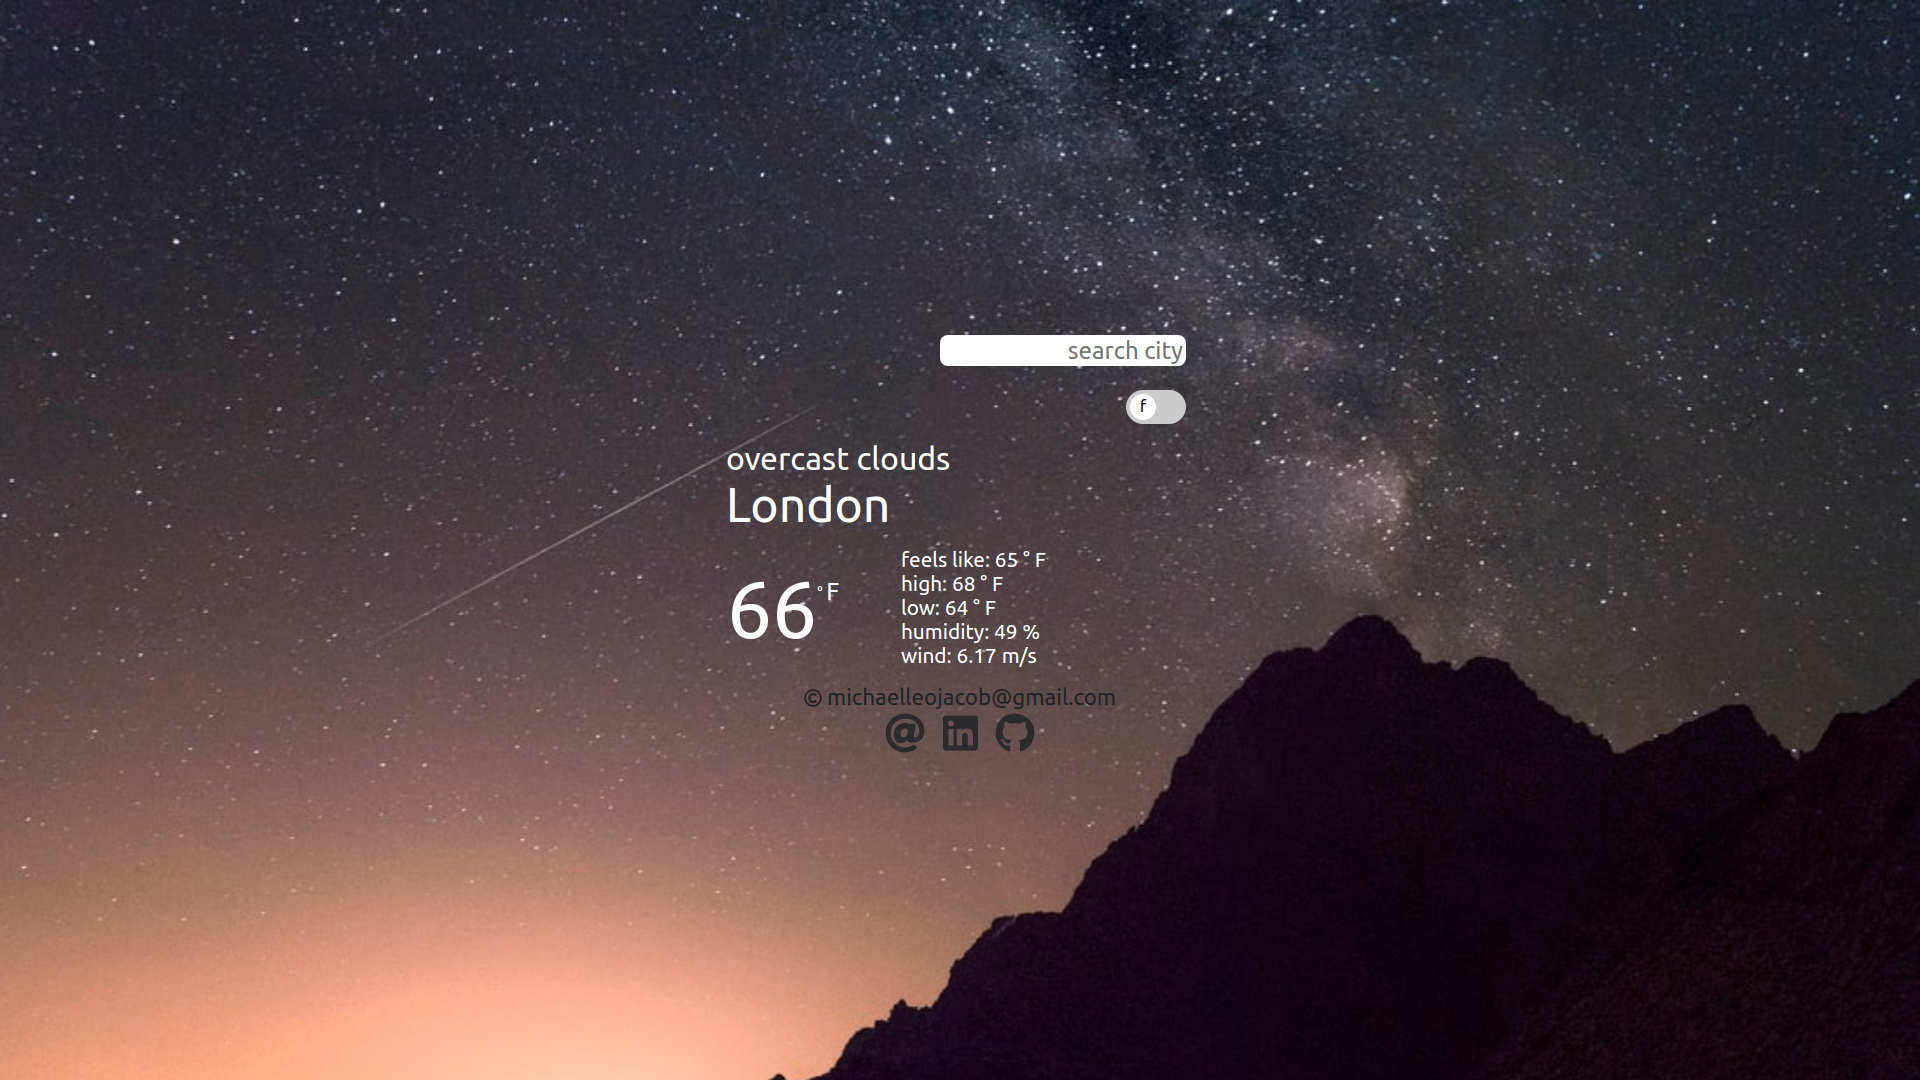 search city
f
overcast clouds
London
66 ° F
feels like: 65 ° F
high: 68 ° F
low: 64 ° F
humidity: 49 %
wind: 6.17 m/s
© michaelleojacob@gmail.com
@ in